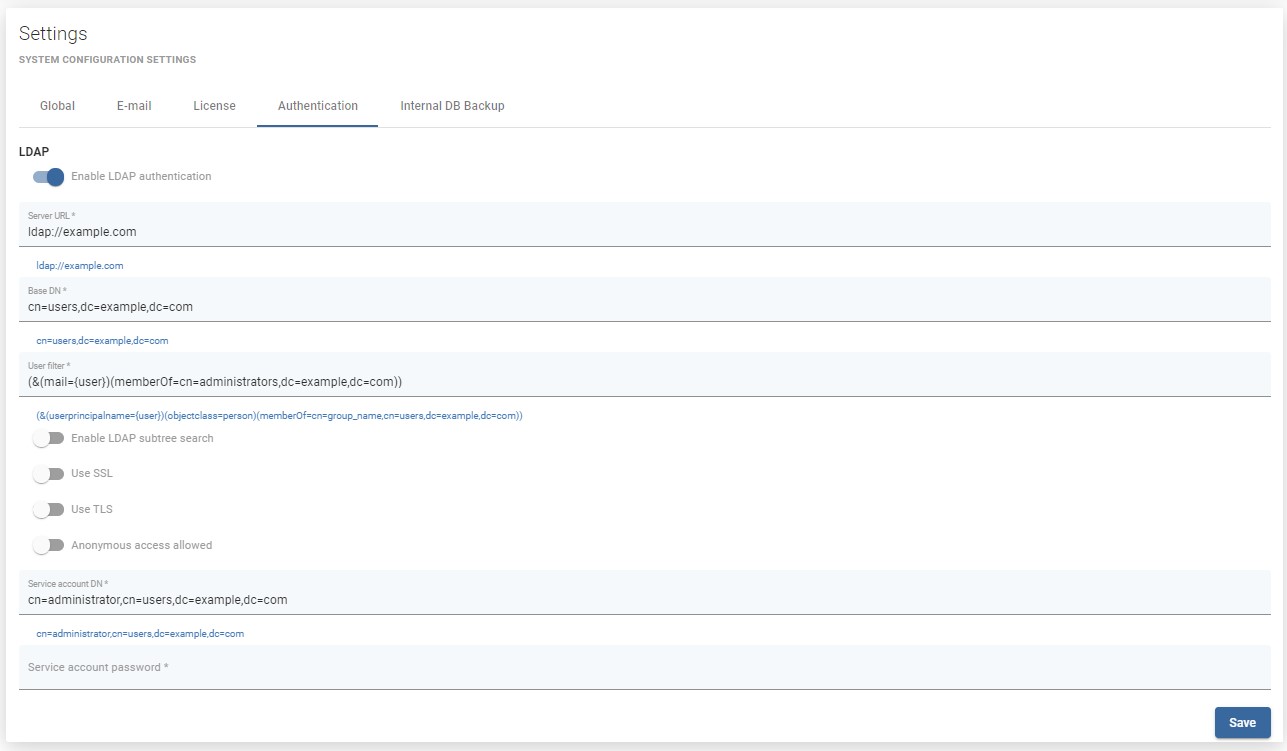 Settings
SYSTEM CONFIGURATION SETTINGS
Global E-mail License Authentication Internal DB Backup
LDAP
Enable LDAP authentication
Server URL *
ldap://example.com
ldap://example.com
Base DN *
cn=users,dc=example,dc=com
cn=users,dc=example,dc=com
User filter *
(&(mail={user})(memberOf=cn=administrators,dc=example,dc=com))
(&(userprincipalname={user})(objectclass=person)(memberOf=cn=group_name,cn=users,dc=example,dc=com))
Enable LDAP subtree search
Use SSL
Use TLS
Anonymous access allowed
Service account DN *
cn=administrator,cn=users,dc=example,dc=com
cn=administrator,cn=users,dc=example,dc=com
Service account password *
Save